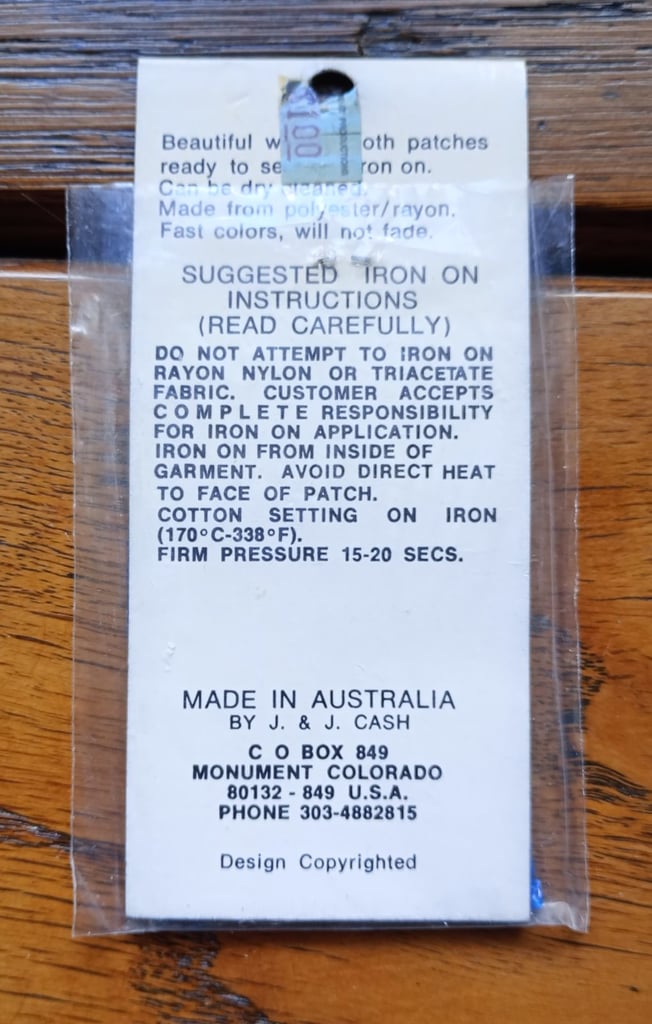 Beautiful w oth patches
ready to se ron on.
Can be dry cleaned.
Made from polyester/rayon.
Fast colors, will not fade.
SUGGESTED IRON ON
INSTRUCTIONS
(READ CAREFULLY)
DO NOT ATTEMPT TO IRON ON
RAYON NYLON OR TRIACETATE
FABRIC. CUSTOMER ACCEPTS
COMPLETE RESPONSIBILITY
FOR IRON ON APPLICATION.
IRON ON FROM INSIDE OF
GARMENT. AVOID DIRECT HEAT
TO FACE OF PATCH.
COTTON SETTING ON IRON
(170°C-338°F).
FIRM PRESSURE 15-20 SECS.
MADE IN AUSTRALIA
BY J. & J. CASH
C O BOX 849
MONUMENT COLORADO
80132 - 849 U.S.A.
PHONE 303-4882815
Design Copyrighted